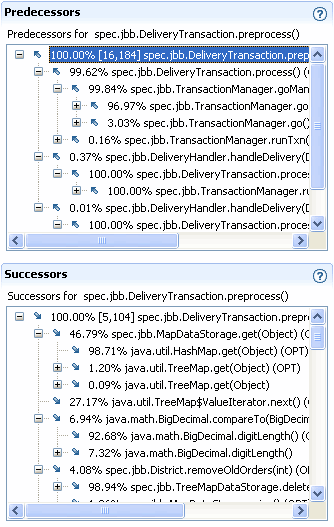 Predecessors
Predecessors for spec.jbb.DeliveryTransaction.preprocess()
100.00% [16,184] spec.jbb.DeliveryTransaction.prep
99.62% spec.jbb.DeliveryTransaction.process() (
99.84% spec.jbb.TransactionManager.goMan
96.97% spec.jbb.TransactionManager.go
3.03% spec.jbb.TransactionManager.go()
0.16% spec.jbb.TransactionManager.runTxn(
0.37% spec.jbb.DeliveryHandler.handleDelivery(D
100.00% spec.jbb.DeliveryTransaction.proce
100.00% spec.jbb.TransactionManager.ru
0.01% spec.jbb.DeliveryHandler.handleDelivery(D
100.00% spec.jbb.DeliveryTransaction.proce
Successors
Successors for spec.jbb.DeliveryTransaction.preprocess()
100.00% [5,104] spec.jbb.DeliveryTransaction.prepr
46.79% spec.jbb.MapDataStorage.get(Object) (O
98.71% java.util.HashMap.get(Object) (OPT)
1.20% java.util.TreeMap.get(Object) (OPT)
0.09% java.util.TreeMap.get(Object)
27.17% java.util.TreeMap$ValueIterator.next() (O
6.94% java.math.BigDecimal.compareTo(BigDecim
92.68% java.math.BigDecimal.digitLength() (
7.32% java.math.BigDecimal.digitLength()
4.08% spec.jbb.District.removeOldOrders(int) (O
98.94% spec.jbb.TreeMapDataStorage.delete